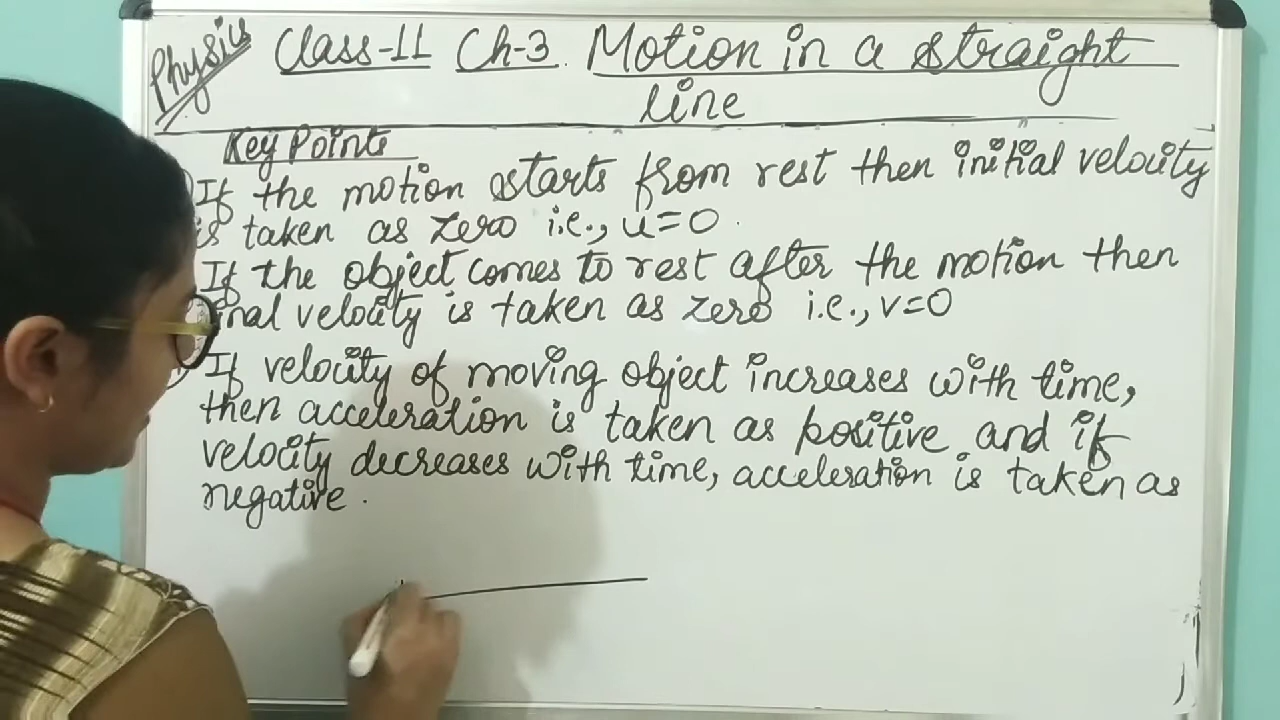 Physics
Class-11 Ch-3. Motion in a straight
line
Key Points
If the motion starts from rest then initial velocity
is taken as zero i.e., u=0.
If the object comes to rest after the motion then
velocity is taken as zero i.e., v=0
If velocity of moving object increases with time,
then acceleration is taken as positive and if
velocity decreases with time, acceleration is taken as
negative.